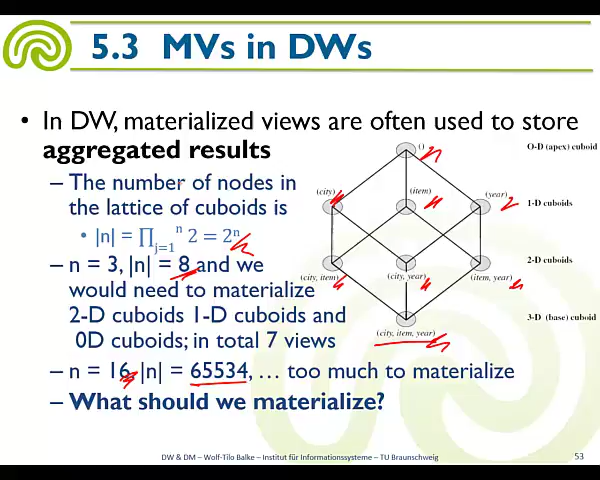 5.3 MVs in DWs
• In DW, materialized views are often used to store
aggregated results
– The number of nodes in
the lattice of cuboids is
• |n| = ∏j=1 n 2 = 2n
– n = 3, |n| = 8 and we
would need to materialize
2-D cuboids 1-D cuboids and
0D cuboids; in total 7 views
– n = 16, |n| = 65534, … too much to materialize
– What should we materialize?
() 0-D (apex) cuboid
(city) (item) (year) 1-D cuboids
2-D cuboids
(city, item) (city, year) (item, year)
3-D (base) cuboid
(city, item, year)
DW & DM – Wolf-Tilo Balke – Institut für Informationssysteme – TU Braunschweig 53